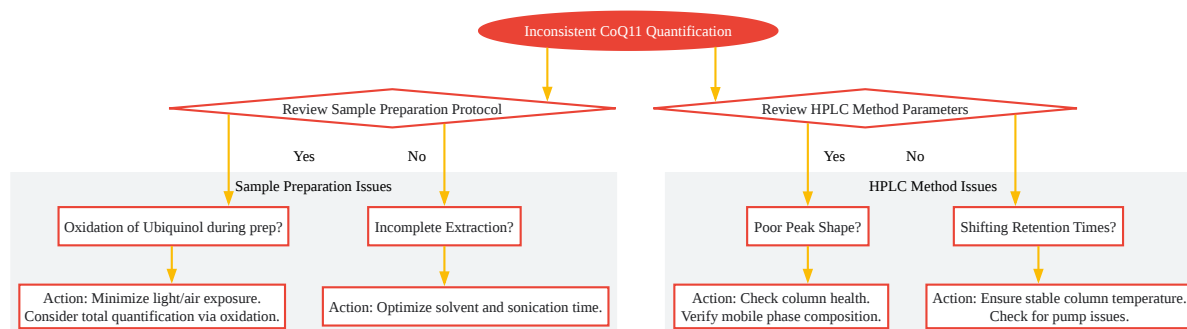 Inconsistent CoQ11 Quantification
Review Sample Preparation Protocol
Review HPLC Method Parameters
Yes
No
Yes
No
Sample Preparation Issues
HPLC Method Issues
Oxidation of Ubiquinol during prep?
Incomplete Extraction?
Poor Peak Shape?
Shifting Retention Times?
Action: Minimize light/air exposure.
Consider total quantification via oxidation.
Action: Optimize solvent and sonication time.
Action: Check column health.
Verify mobile phase composition.
Action: Ensure stable column temperature.
Check for pump issues.